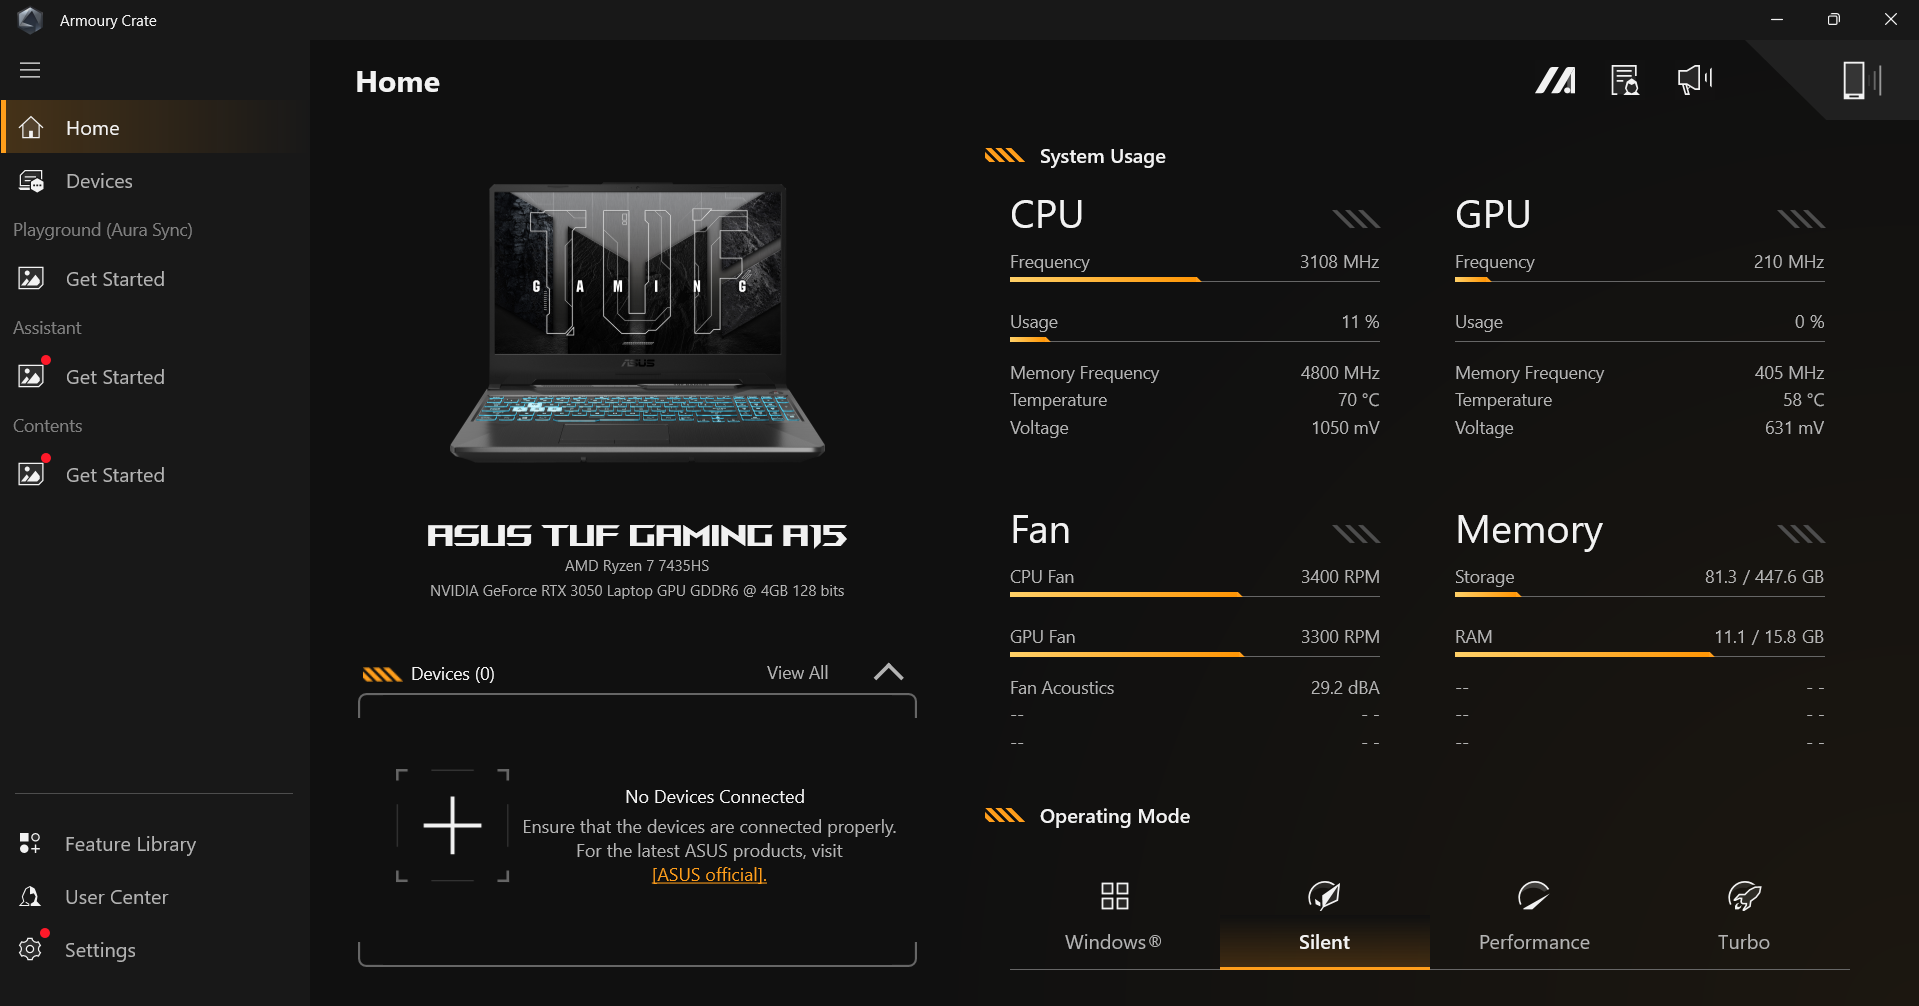 Armoury Crate
Home
Devices
Playground (Aura Sync)
Get Started
Assistant
Get Started
Contents
Get Started
Feature Library
User Center
Settings
Home
TUF
GAMING
ASUS
ASUS TUF GAMING A15
AMD Ryzen 7 7435HS
NVIDIA GeForce RTX 3050 Laptop GPU GDDR6 @ 4GB 128 bits
Devices (0) View All
No Devices Connected
Ensure that the devices are connected properly.
For the latest ASUS products, visit
[ASUS official].
System Usage
CPU
Frequency 3108 MHz
Usage 11 %
Memory Frequency 4800 MHz
Temperature 70 °C
Voltage 1050 mV
GPU
Frequency 210 MHz
Usage 0 %
Memory Frequency 405 MHz
Temperature 58 °C
Voltage 631 mV
Fan
CPU Fan 3400 RPM
GPU Fan 3300 RPM
Fan Acoustics 29.2 dBA
-- - -
-- - -
Memory
Storage 81.3 / 447.6 GB
RAM 11.1 / 15.8 GB
-- - -
-- - -
-- - -
Operating Mode
Windows® Silent Performance Turbo